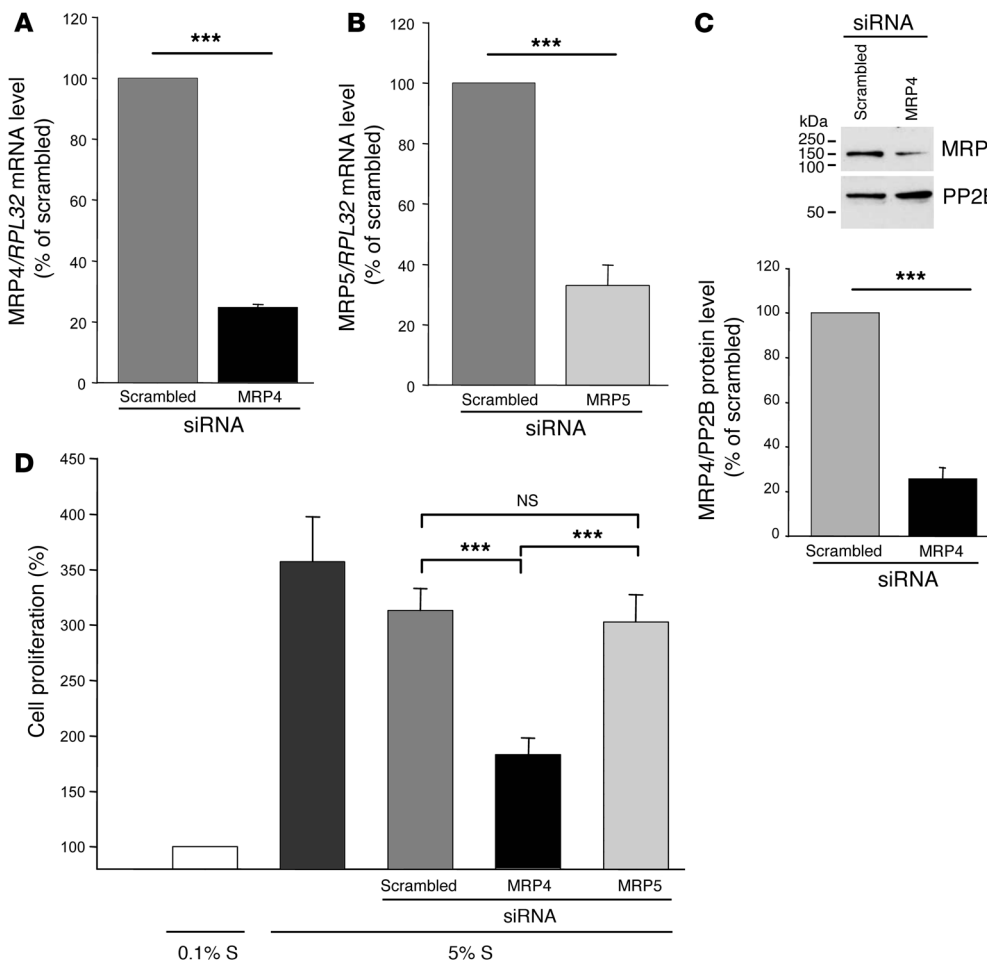 A
120
100
80
60
40
20
0
MRP4/RPL32 mRNA level
(% of scrambled)
***
Scrambled
MRP4
siRNA
B
120
100
80
60
40
20
0
MRP5/RPL32 mRNA level
(% of scrambled)
***
Scrambled
MRP5
siRNA
C
siRNA
Scrambled
MRP4
kDa
250
150
100
50
MRP
PP2B
120
100
80
60
40
20
0
MRP4/PP2B protein level
(% of scrambled)
***
Scrambled
MRP4
siRNA
D
450
400
350
300
250
200
150
100
Cell proliferation (%)
NS
***
***
Scrambled
MRP4
MRP5
siRNA
0.1% S
5% S